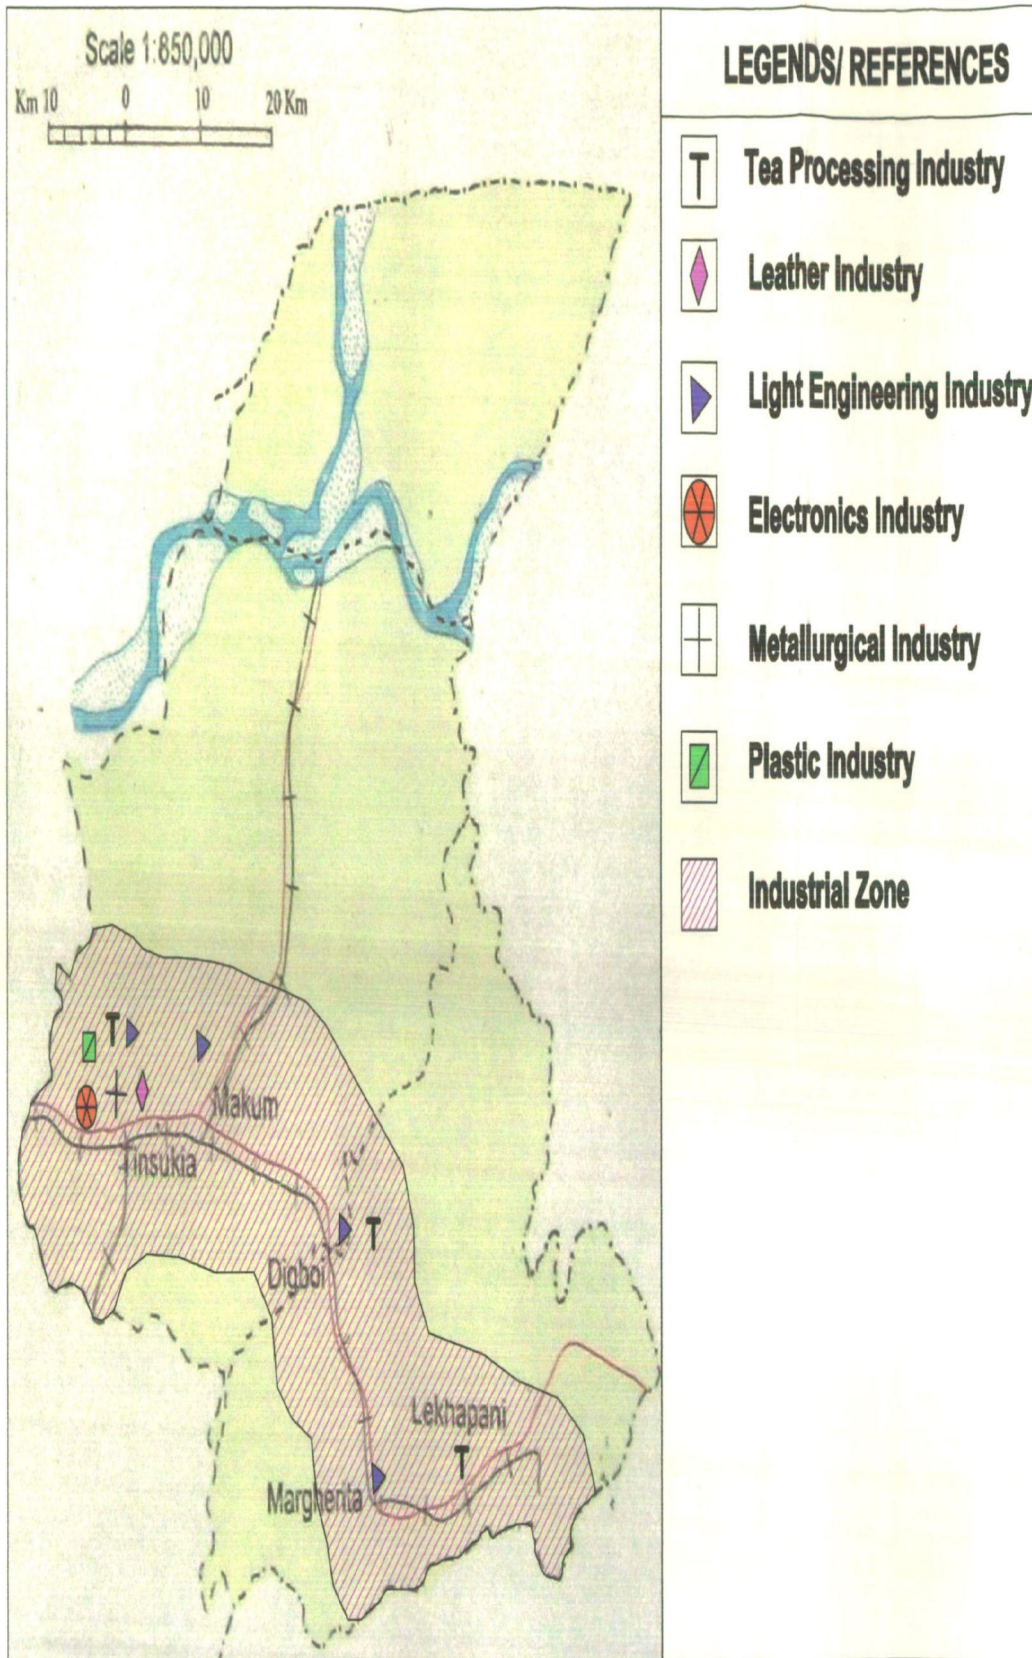 Scale 1:850,000
Km 10 0 10 20 Km
LEGENDS/ REFERENCES
T Tea Processing Industry
Leather Industry
Light Engineering Industry
Electronics Industry
Metallurgical Industry
Plastic Industry
Industrial Zone
T
Makum
Tinsukia
T
Digboi
Lekhapani
T
Margherita